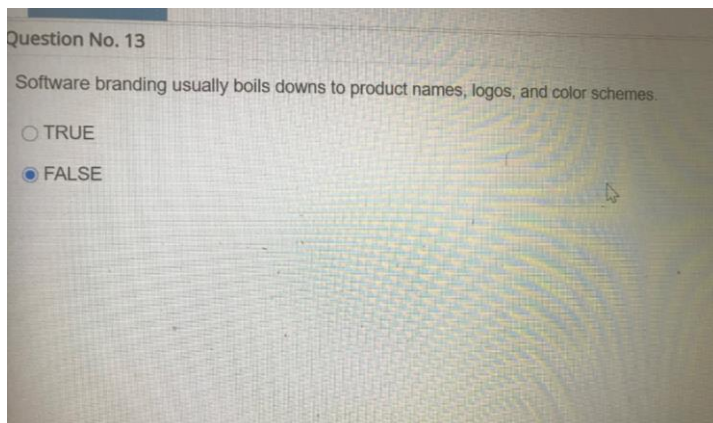 Question No. 13
Software branding usually boils downs to product names, logos, and color schemes.
TRUE
FALSE